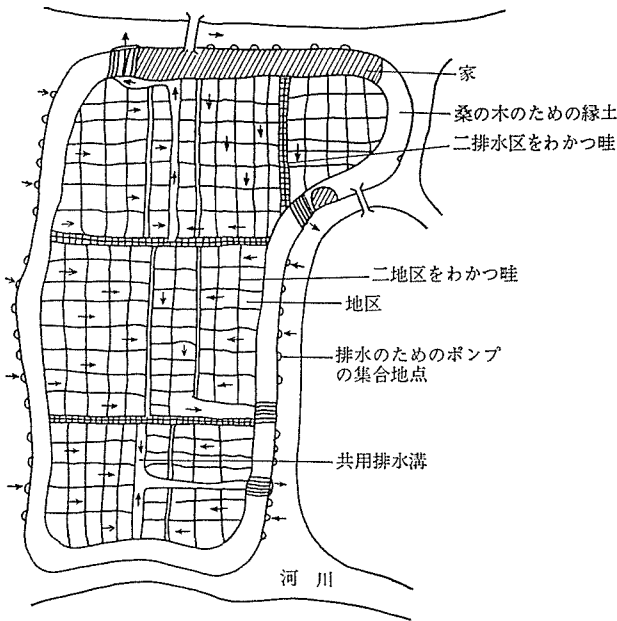 家
桑の木のための縁土
二排水区をわかつ畦
二地区をわかつ畦
地区
排水のためのポンプ
の集合地点
共用排水溝
河川